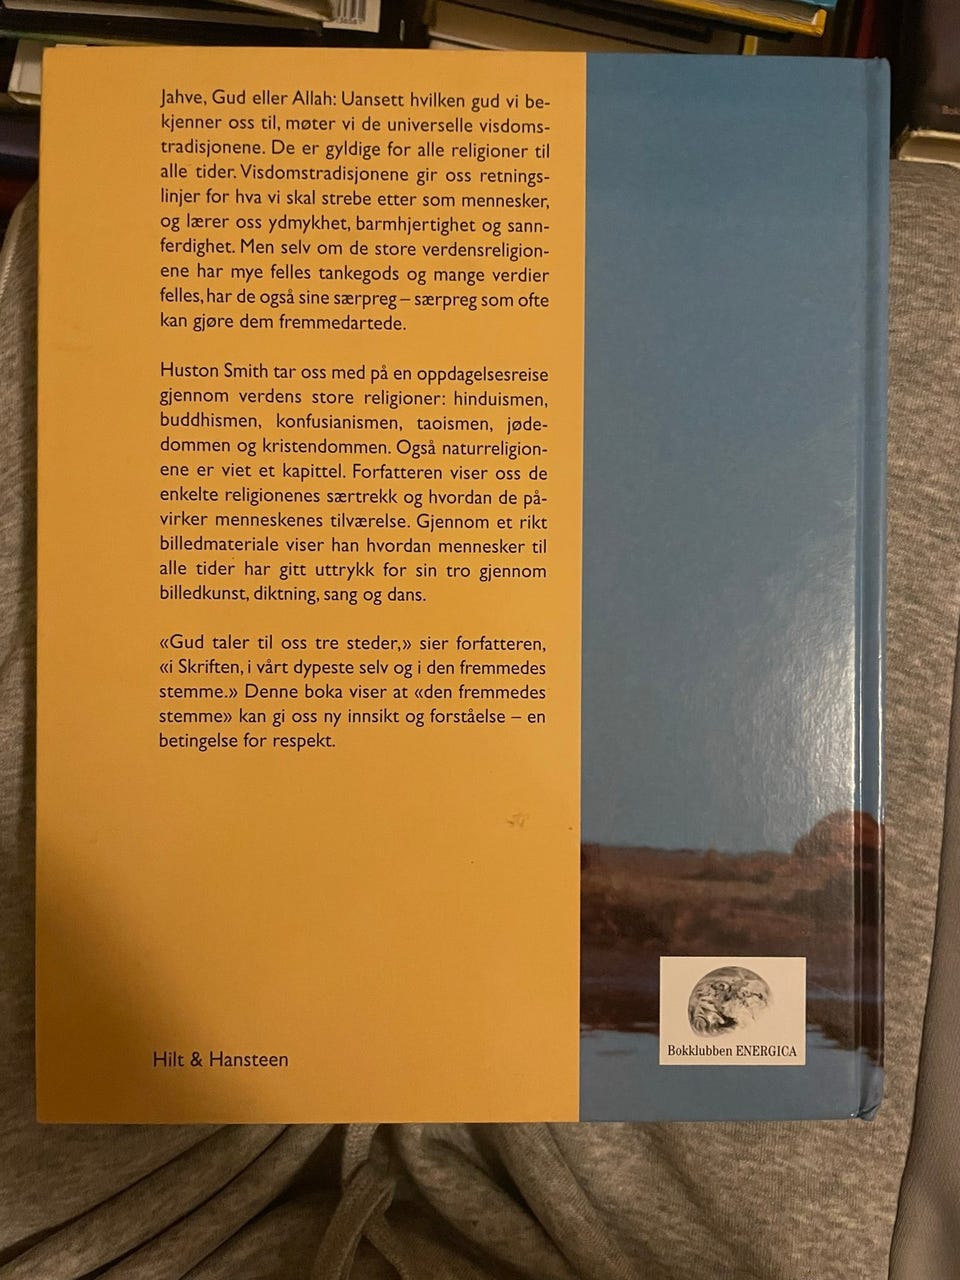 Jahve, Gud eller Allah: Uansett hvilken gud vi be-
kjenner oss til, møter vi de universelle visdoms-
tradisjonene. De er gyldige for alle religioner til
alle tider. Visdomstradisjonene gir oss retnings-
linjer for hva vi skal strebe etter som mennesker,
og lærer oss ydmykhet, barmhjertighet og sann-
ferdighet. Men selv om de store verdensreligion-
ene har mye felles tankegods og mange verdier
felles, har de også sine særpreg – særpreg som ofte
kan gjøre dem fremmedartede.
Huston Smith tar oss med på en oppdagelsesreise
gjennom verdens store religioner: hinduismen,
buddhismen, konfusianismen, taoismen, jøde-
dommen og kristendommen. Også naturreligion-
ene er viet et kapittel. Forfatteren viser oss de
enkelte religionenes særtrekk og hvordan de på-
virker menneskenes tilværelse. Gjennom et rikt
billedmateriale viser han hvordan mennesker til
alle tider har gitt uttrykk for sin tro gjennom
billedkunst, diktning, sang og dans.
«Gud taler til oss tre steder,» sier forfatteren,
«i Skriften, i vårt dypeste selv og i den fremmedes
stemme.» Denne boka viser at «den fremmedes
stemme» kan gi oss ny innsikt og forståelse – en
betingelse for respekt.
Hilt & Hansteen
Bokklubben ENERGICA